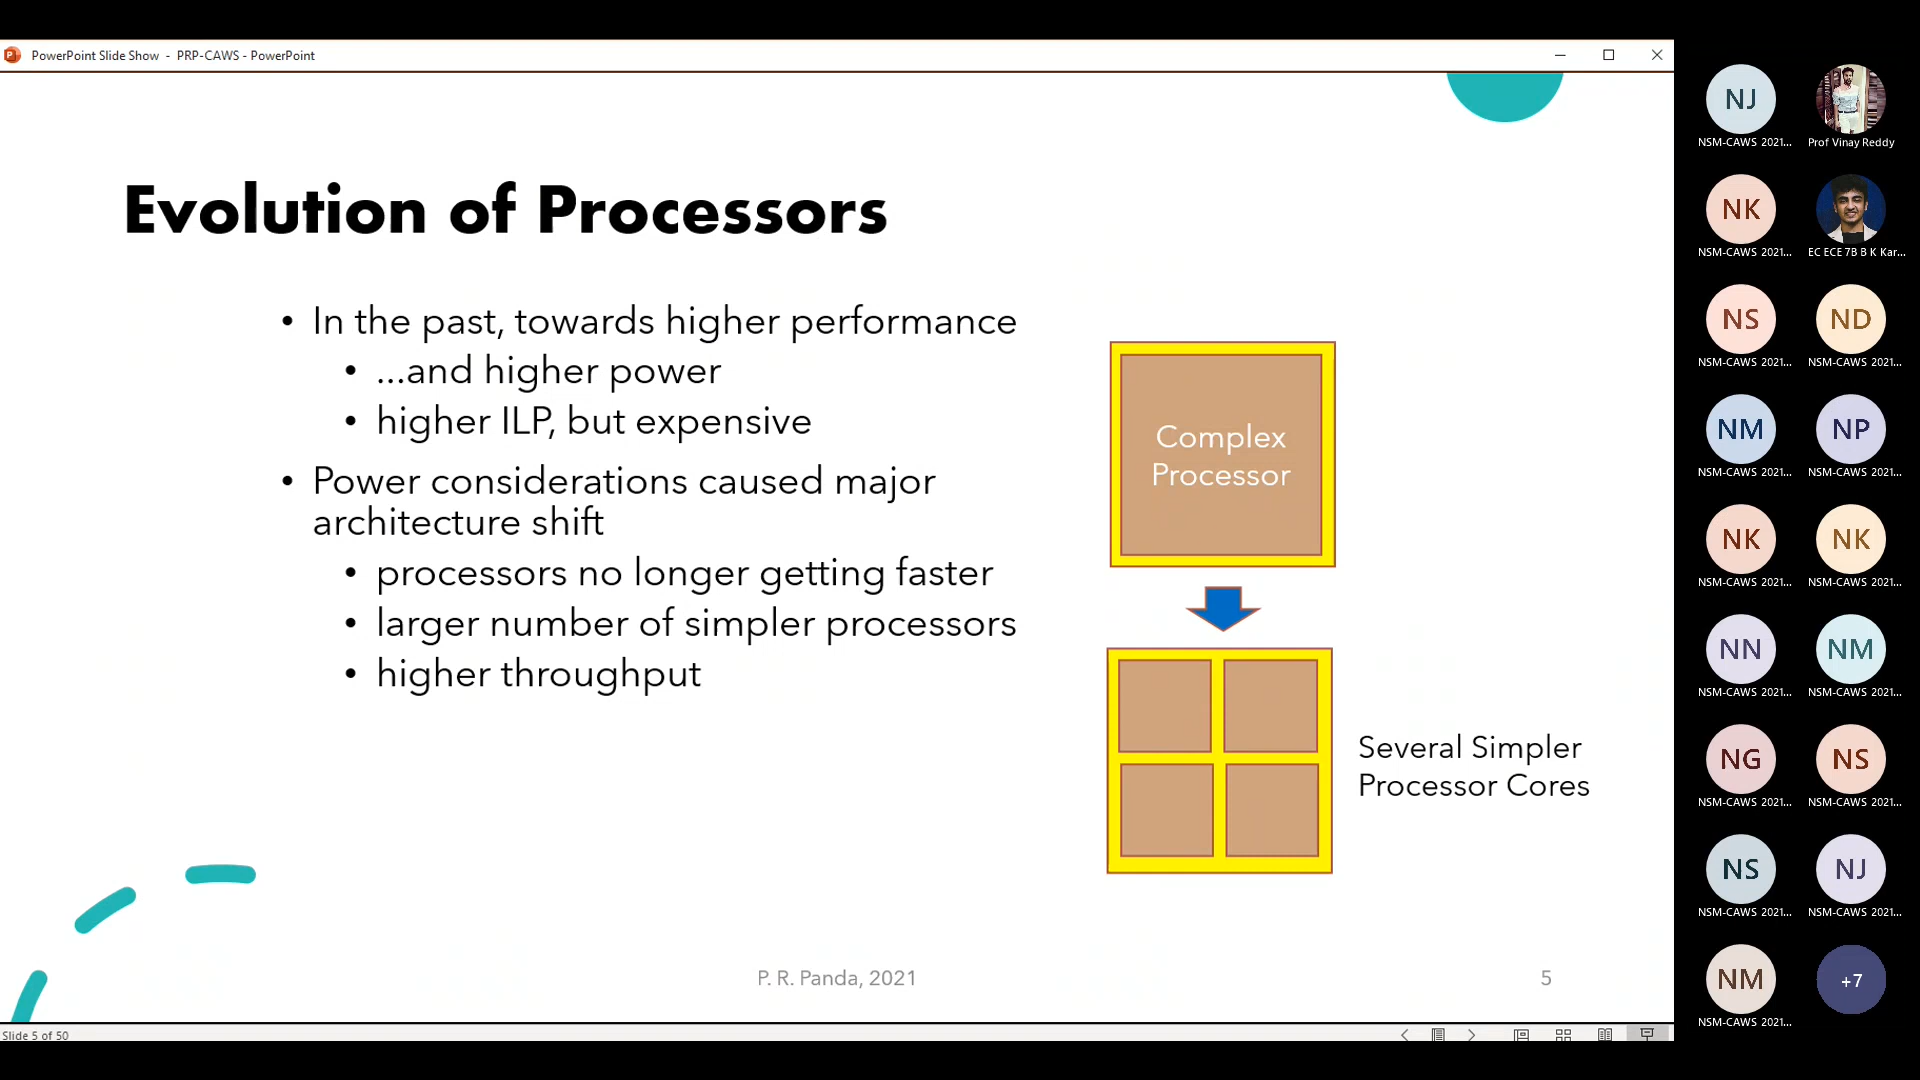 PowerPoint Slide Show - PRP-CAWS - PowerPoint
Evolution of Processors
• In the past, towards higher performance
• ...and higher power
• higher ILP, but expensive
• Power considerations caused major
architecture shift
• processors no longer getting faster
• larger number of simpler processors
• higher throughput
Complex
Processor
Several Simpler
Processor Cores
P. R. Panda, 2021
5
Slide 5 of 50
NJ
NSM-CAWS 2021...
Prof Vinay Reddy
NK
NSM-CAWS 2021...
EC ECE 7B B K Kar...
NS
NSM-CAWS 2021...
ND
NSM-CAWS 2021...
NM
NSM-CAWS 2021...
NP
NSM-CAWS 2021...
NK
NSM-CAWS 2021...
NK
NSM-CAWS 2021...
NN
NSM-CAWS 2021...
NM
NSM-CAWS 2021...
NG
NSM-CAWS 2021...
NS
NSM-CAWS 2021...
NS
NSM-CAWS 2021...
NJ
NSM-CAWS 2021...
NM
NSM-CAWS 2021...
+7